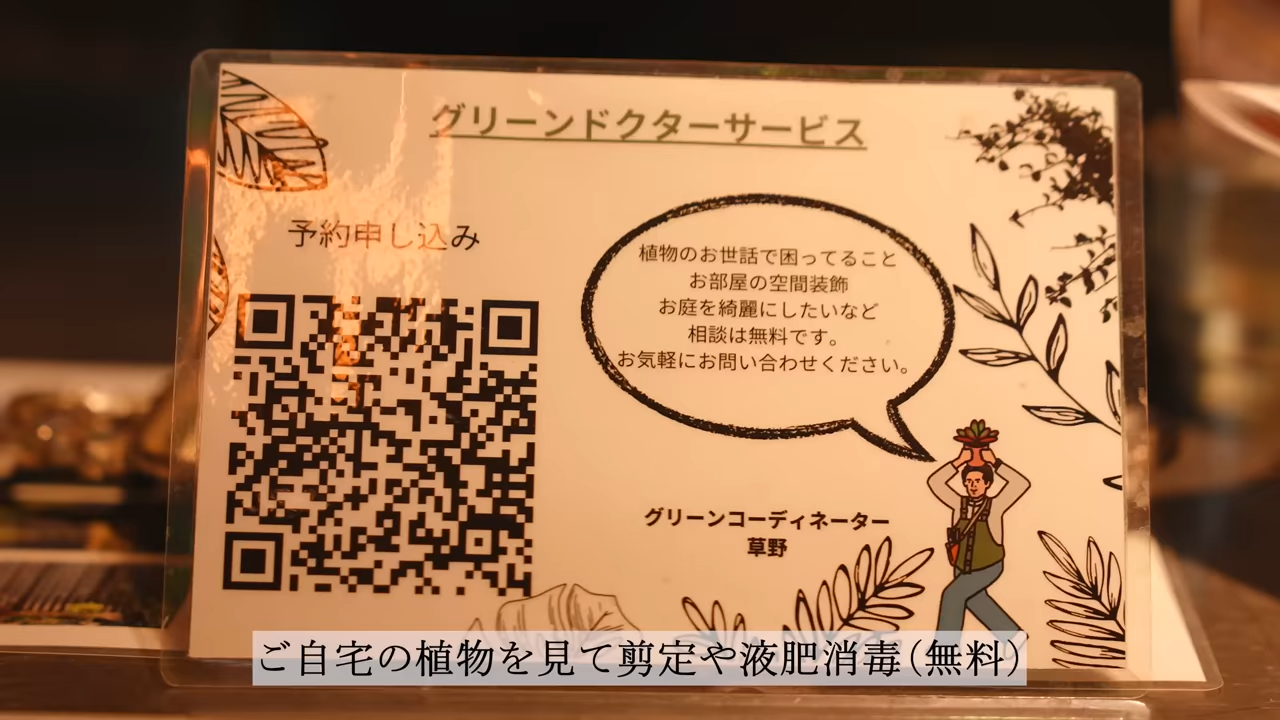 グリーンドクターサービス
予約申し込み
植物のお世話で困ってること
お部屋の空間装飾
お庭を綺麗にしたいなど
相談は無料です。
お気軽にお問い合わせください。
グリーンコーディネーター
草野
ご自宅の植物を見て剪定や液肥消毒(無料)